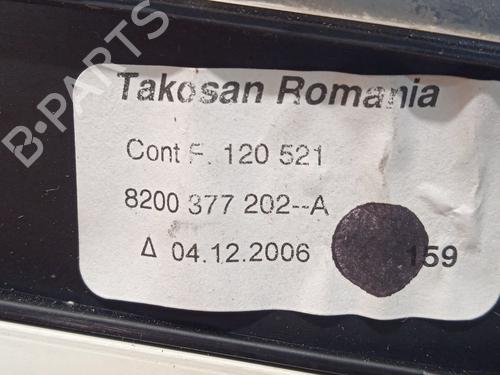 B-PARTS
Takosan Romania
Cont F. 120 521
8200 377 202--A
Δ 04.12.2006 159